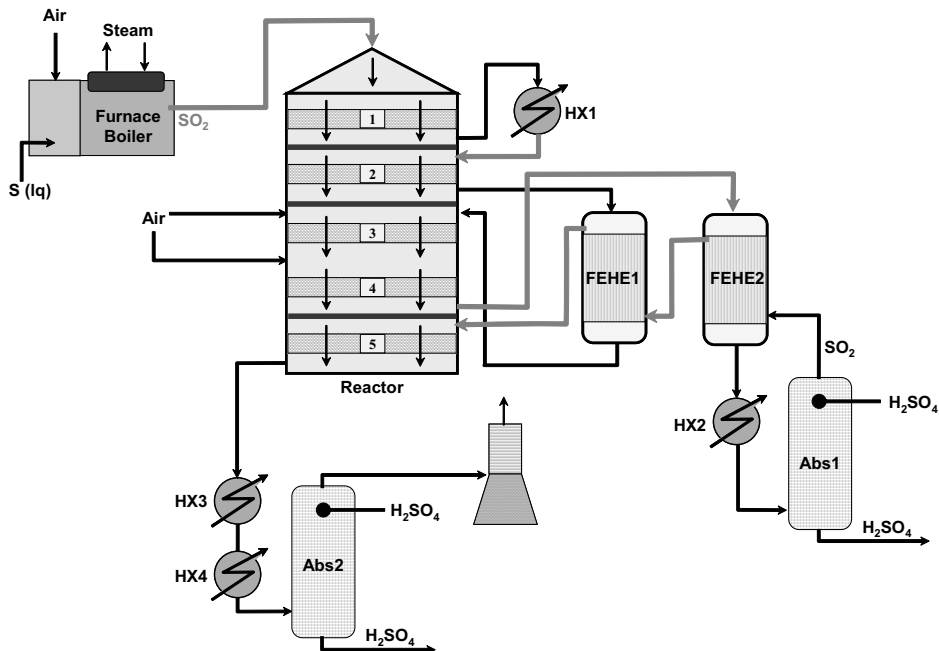 Air
Steam
Furnace
Boiler
SO₂
S (lq)
1
HX1
2
Air
3
FEHE1
FEHE2
4
5
SO₂
Reactor
H₂SO₄
HX2
Abs1
HX3
H₂SO₄
H₂SO₄
Abs2
HX4
H₂SO₄